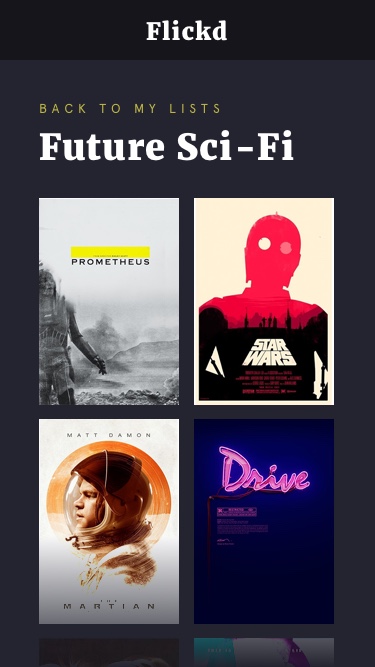 Flickd
BACK TO MY LISTS
Future Sci-Fi
PROMETHEUS
STAR
WARS
MATT DAMON
THE
MARTIAN
Drive